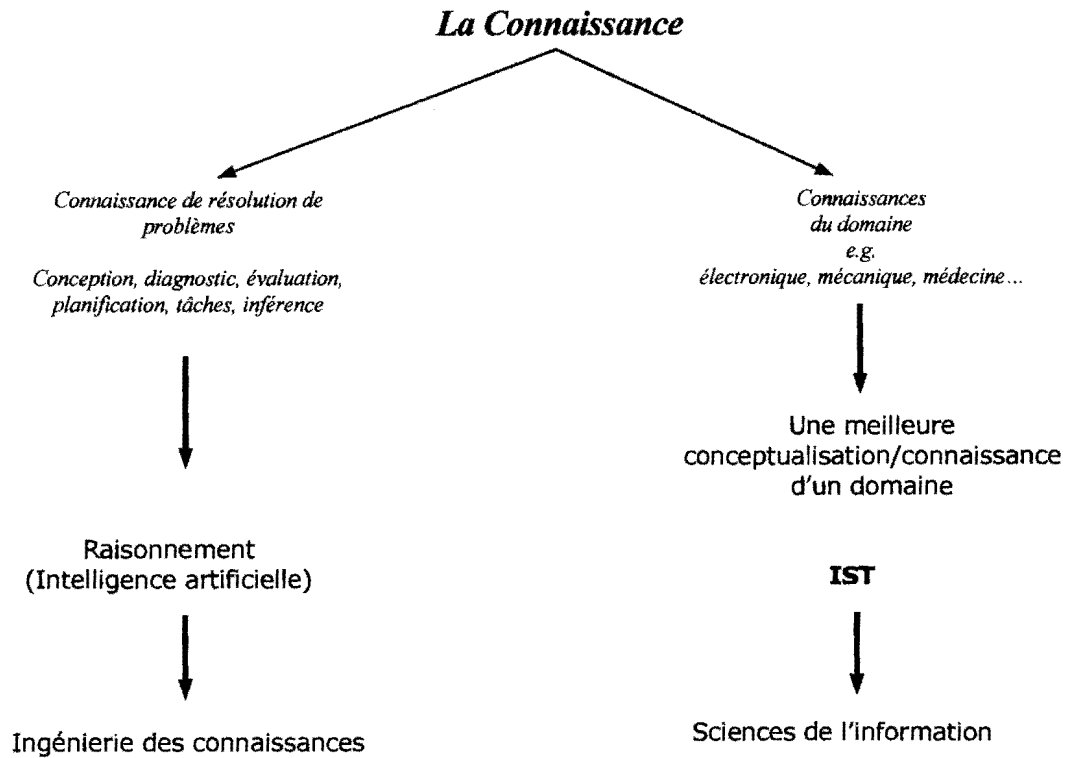 La Connaissance
Connaissance de résolution de
problèmes
Conception, diagnostic, évaluation,
planification, tâches, inférence
Raisonnement
(Intelligence artificielle)
Ingénierie des connaissances
Connaissances
du domaine
e.g.
électronique, mécanique, médecine...
Une meilleure
conceptualisation/connaissance
d'un domaine
IST
Sciences de l'information